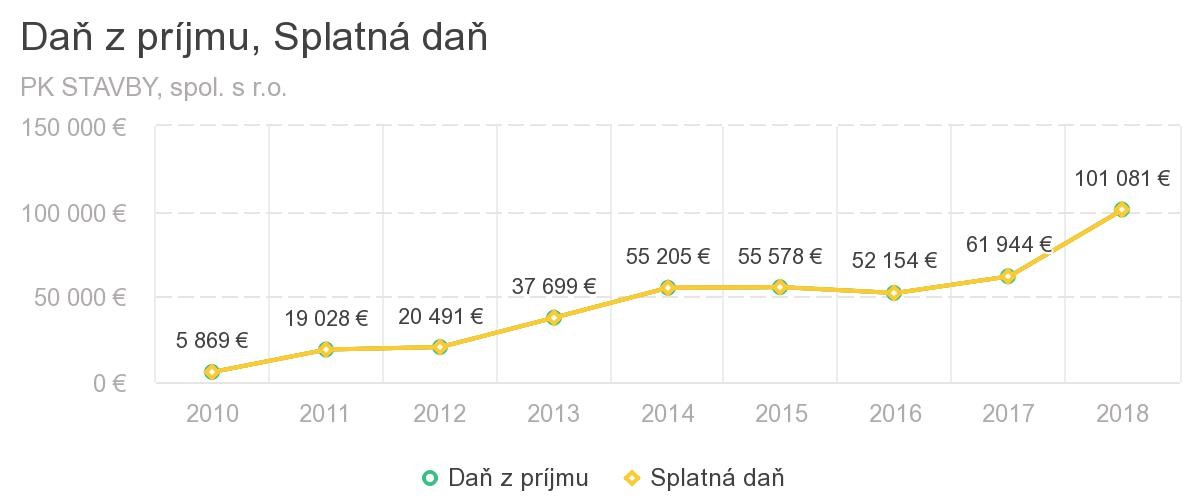 Daň z príjmu, Splatná daň
PK STAVBY, spol. s r.o.
150 000 €
100 000 €
50 000 €
0 €
5 869 €
19 028 €
20 491 €
37 699 €
55 205 €
55 578 €
52 154 €
61 944 €
101 081 €
2010 2011 2012 2013 2014 2015 2016 2017 2018
Daň z príjmu Splatná daň